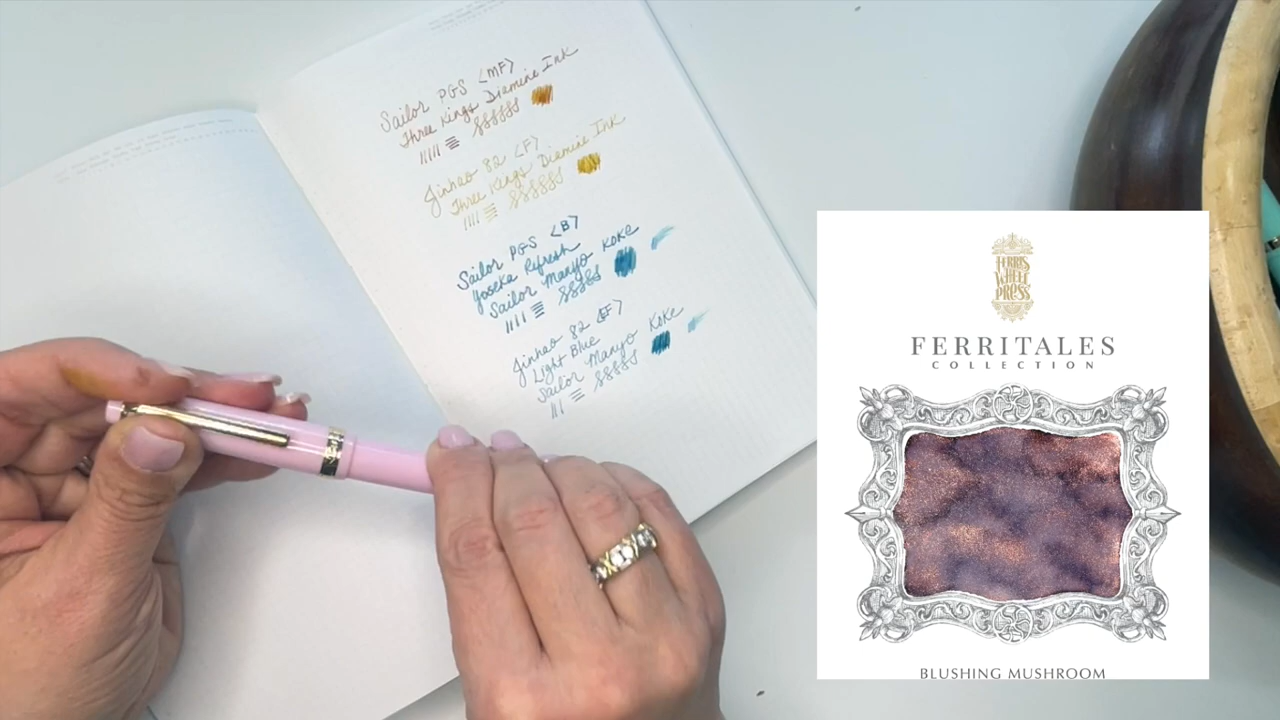 Sailor PGS <MF>
Three Kings Diamine Ink
Jinhao 82 <F>
Three Kings Diamine Ink
Sailor PGS <B>
Yoseka Refresh
Sailor Manyo Koke
Jinhao 82 <EF>
Light Blue
Sailor Manyo Koke
FERRIS
WHEEL
PRESS
FERRITALES
COLLECTION
BLUSHING MUSHROOM